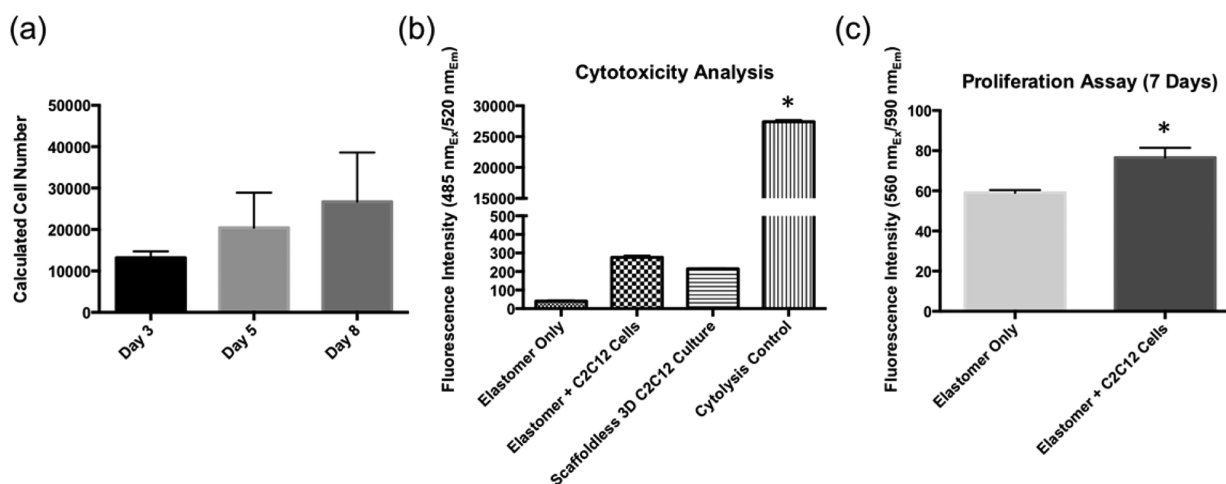 (a)
Calculated Cell Number
50000
40000
30000
20000
10000
0
Day 3
Day 5
Day 8
(b)
Cytotoxicity Analysis
Fluorescence Intensity (485 nmEx/520 nmEm)
30000
25000
20000
15000
500
400
300
200
100
0
*
Elastomer Only
Elastomer + C2C12 Cells
Scaffoldless 3D C2C12 Culture
Cytolysis Control
(c)
Proliferation Assay (7 Days)
Fluorescence Intensity (560 nmEx/590 nmEm)
100
80
60
40
20
0
*
Elastomer Only
Elastomer + C2C12 Cells